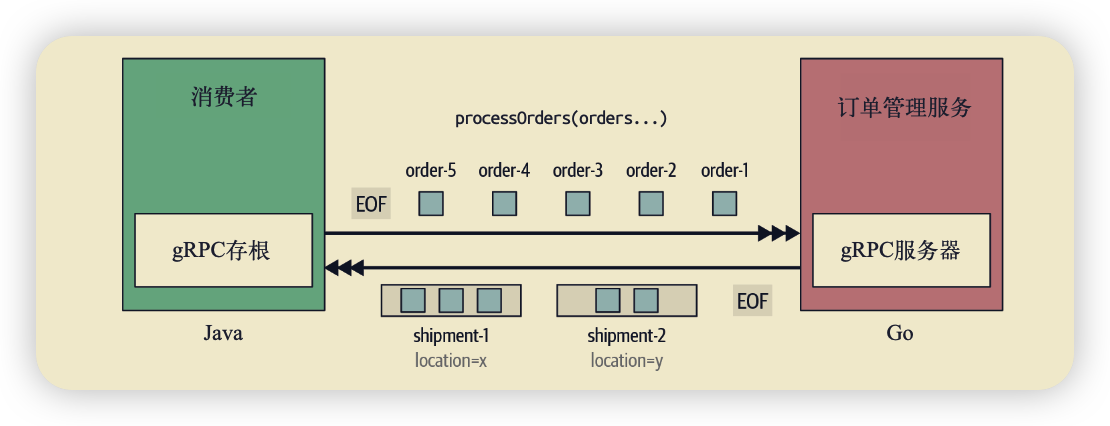 消费者
订单管理服务
processOrders(orders...)
order-5
order-4
order-3
order-2
order-1
EOF
gRPC存根
gRPC服务器
EOF
shipment-1
location=x
shipment-2
location=y
Java
Go